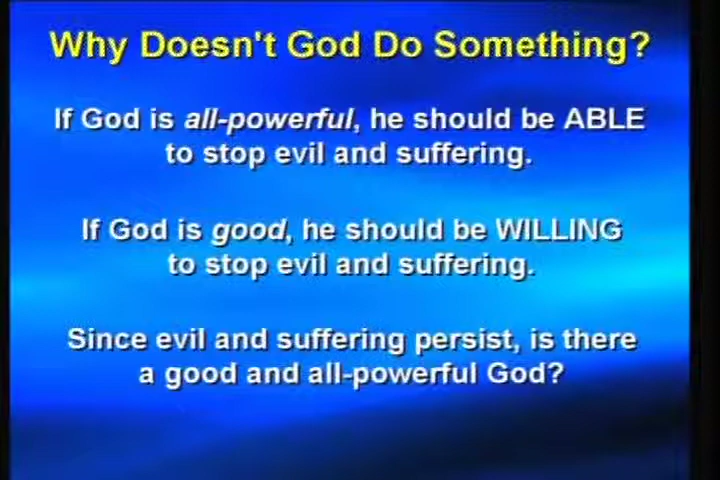 Why Doesn't God Do Something?
If God is all-powerful, he should be ABLE
to stop evil and suffering.
If God is good, he should be WILLING
to stop evil and suffering.
Since evil and suffering persist, is there
a good and all-powerful God?